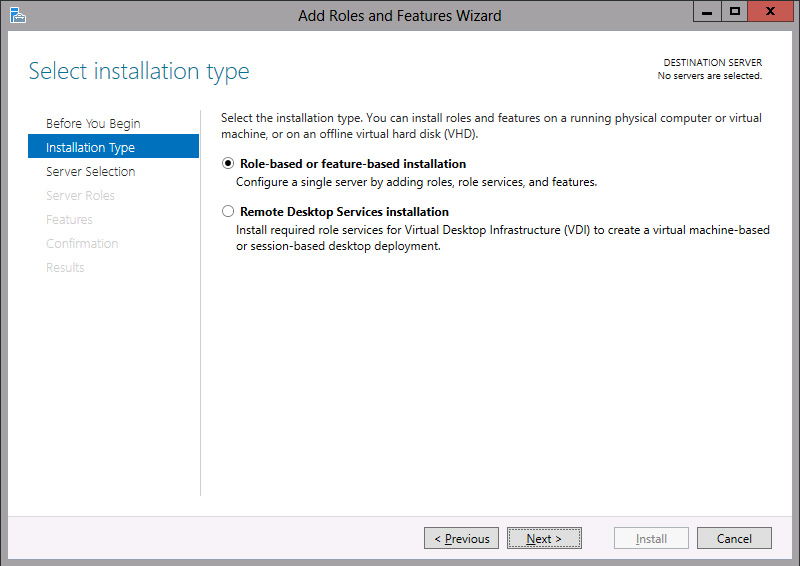 Add Roles and Features Wizard
Select installation type
DESTINATION SERVER
No servers are selected.
Before You Begin
Installation Type
Server Selection
Server Roles
Features
Confirmation
Results
Select the installation type. You can install roles and features on a running physical computer or virtual
machine, or on an offline virtual hard disk (VHD).
Role-based or feature-based installation
Configure a single server by adding roles, role services, and features.
Remote Desktop Services installation
Install required role services for Virtual Desktop Infrastructure (VDI) to create a virtual machine-based
or session-based desktop deployment.
< Previous
Next >
Install
Cancel